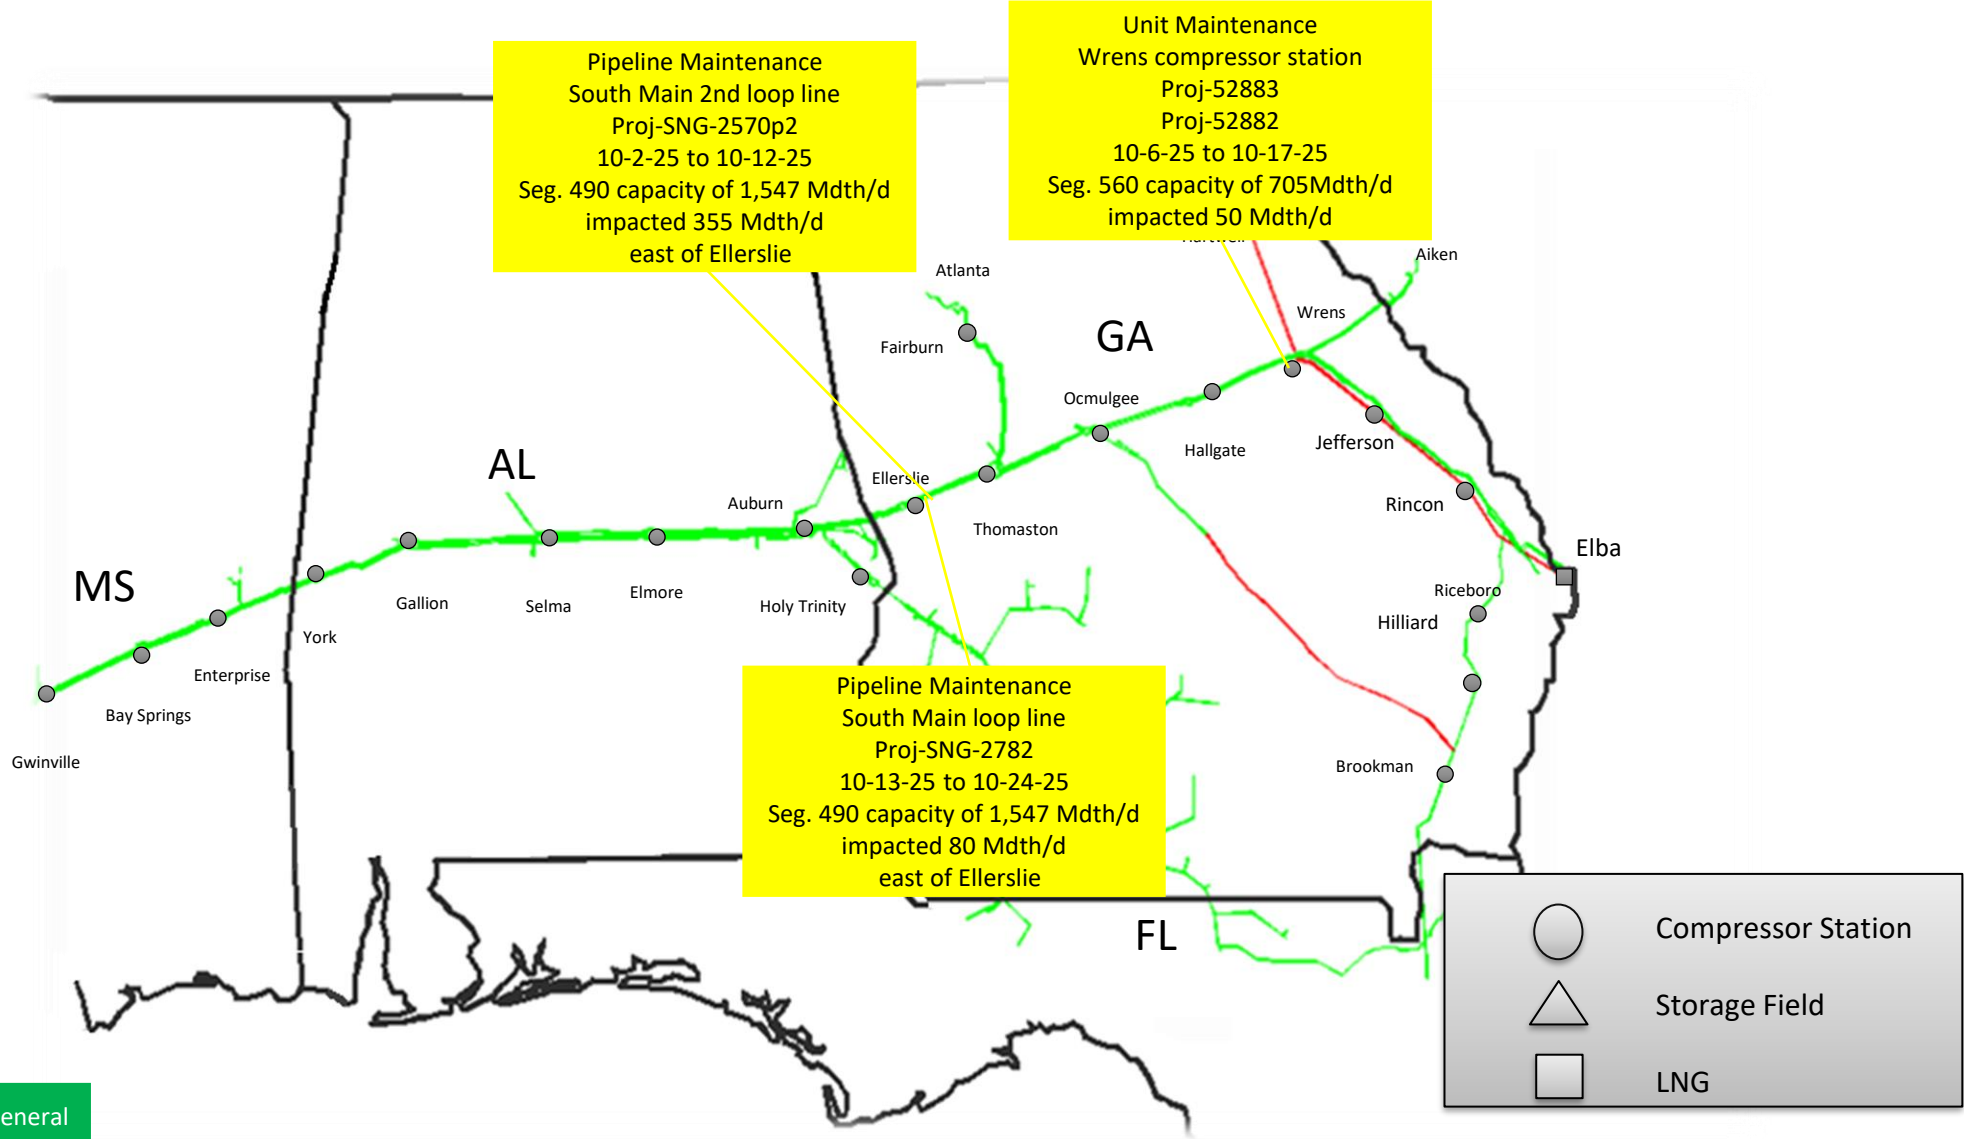 Unit Maintenance
Wrens compressor station
Proj-52883
Proj-52882
10-6-25 to 10-17-25
Seg. 560 capacity of 705Mdth/d
impacted 50 Mdth/d
Pipeline Maintenance
South Main 2nd loop line
Proj-SNG-2570p2
10-2-25 to 10-12-25
Seg. 490 capacity of 1,547 Mdth/d
impacted 355 Mdth/d
east of Ellerslie
Aiken
Atlanta
Wrens
GA
Fairburn
Ocmulgee
Jefferson
Hallgate
AL
Ellerslie
Auburn
Rincon
Thomaston
Elba
MS
Riceboro
Elmore
Gallion
Selma
Holy Trinity
Hilliard
York
Enterprise
Bay Springs
Gwinville
Brookman
Pipeline Maintenance
South Main loop line
Proj-SNG-2782
10-13-25 to 10-24-25
Seg. 490 capacity of 1,547 Mdth/d
impacted 80 Mdth/d
east of Ellerslie
FL
Compressor Station
Storage Field
LNG
eneral